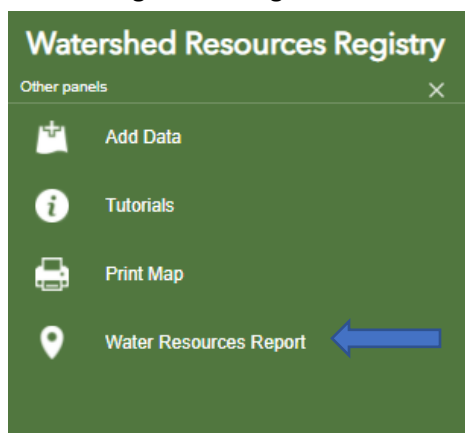 Watershed Resources Registry
Other panels
Add Data
Tutorials
Print Map
Water Resources Report